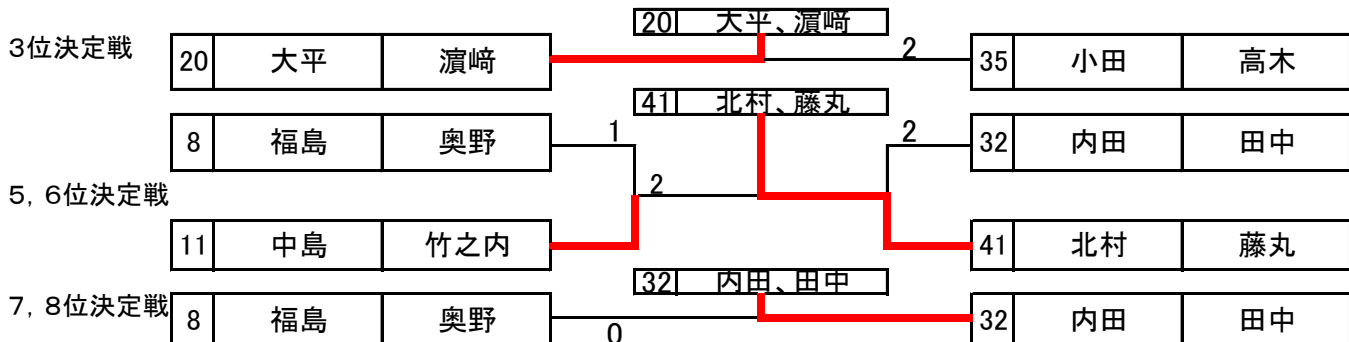 20 大平、濵﨑
3位決定戦 20 大平 濵﨑 2 35 小田 高木
41 北村、藤丸
8 福島 奥野 1 2 32 内田 田中
5，6位決定戦 2
11 中島 竹之内 41 北村 藤丸
32 内田、田中
7，8位決定戦 8 福島 奥野 0 32 内田 田中